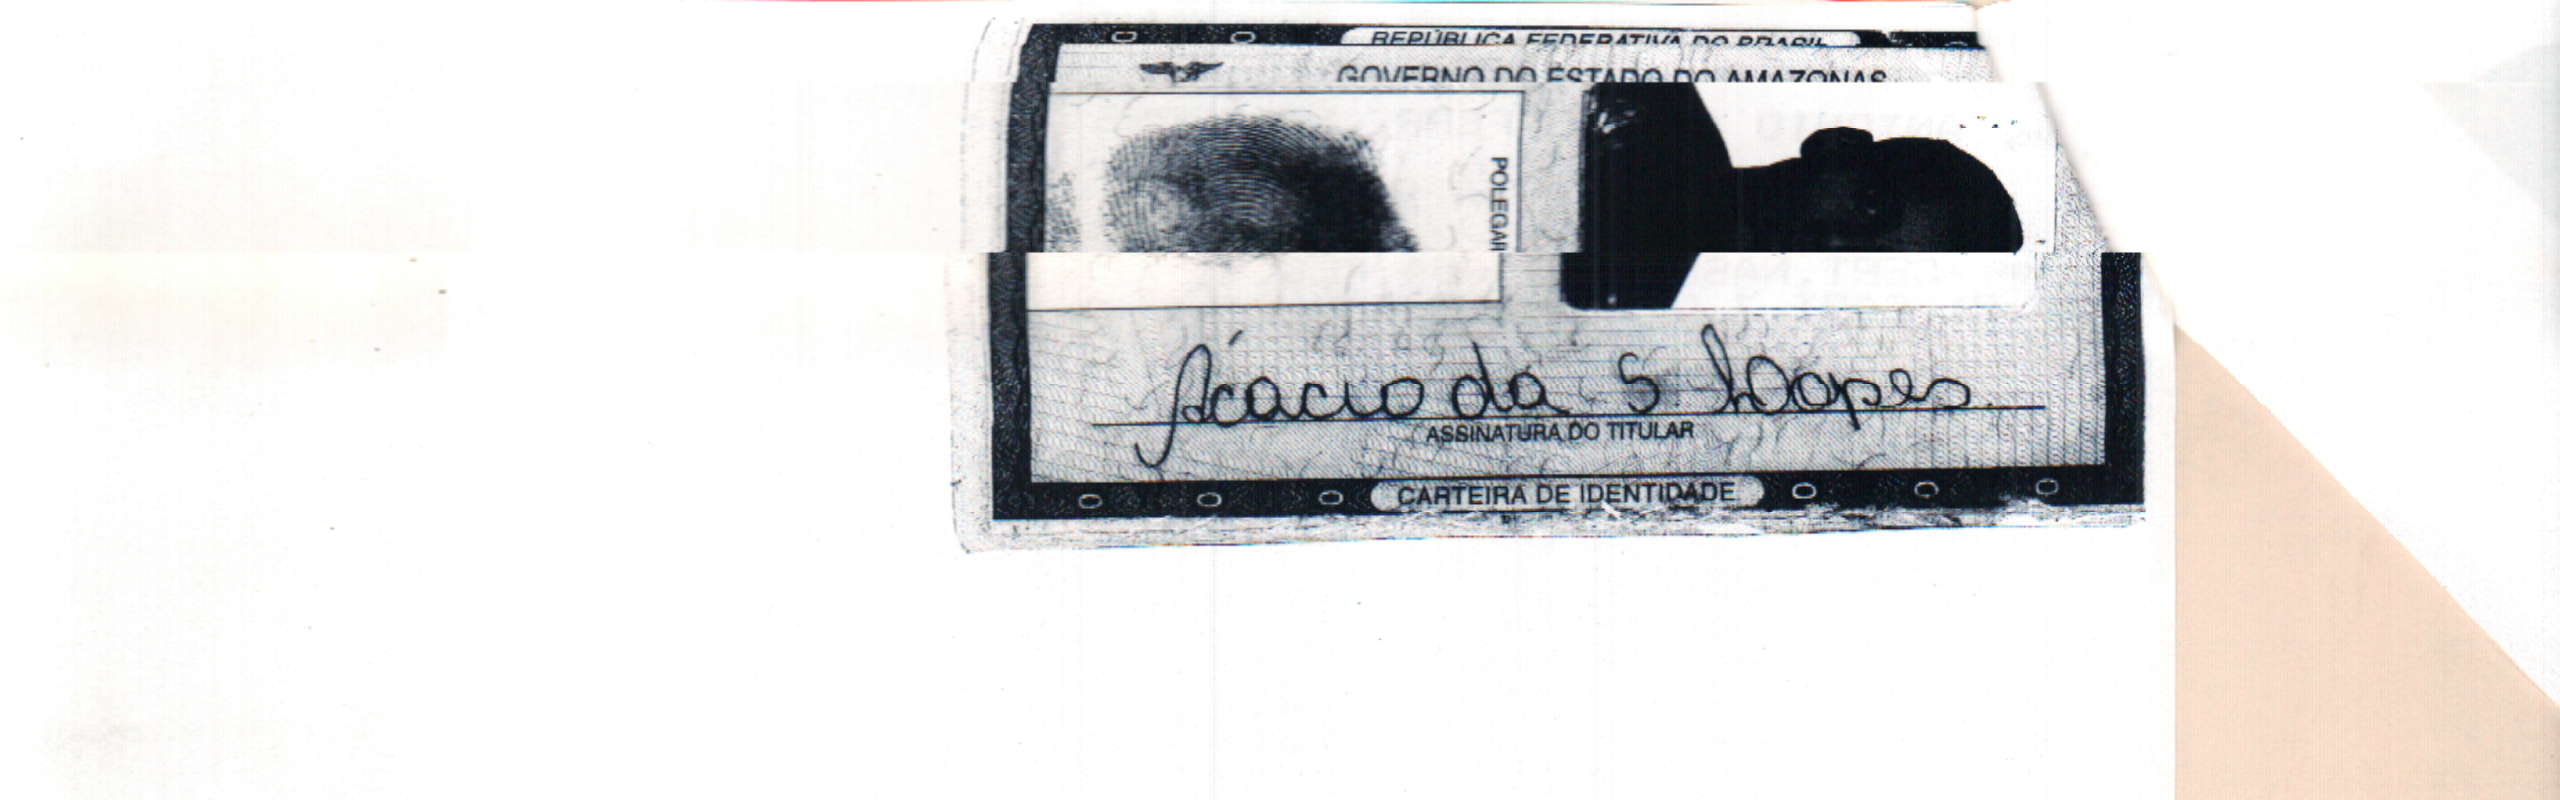 REPÚBLICA FEDERATIVA DO BRASIL
GOVERNO DO ESTADO DO AMAZONAS
POLEGAR
Acacio da S Lopes
ASSINATURA DO TITULAR
CARTEIRA DE IDENTIDADE